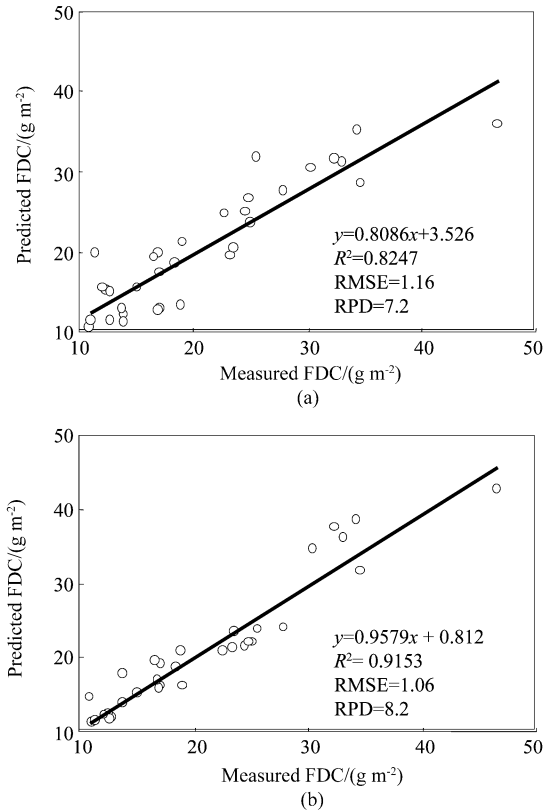 50
40
30
20
10
Predicted FDC/(g m-2)
y=0.8086x+3.526
R2=0.8247
RMSE=1.16
RPD=7.2
10 20 30 40 50
Measured FDC/(g m-2)
(a)
50
40
30
20
10
Predicted FDC/(g m-2)
y=0.9579x + 0.812
R2= 0.9153
RMSE=1.06
RPD=8.2
10 20 30 40 50
Measured FDC/(g m-2)
(b)